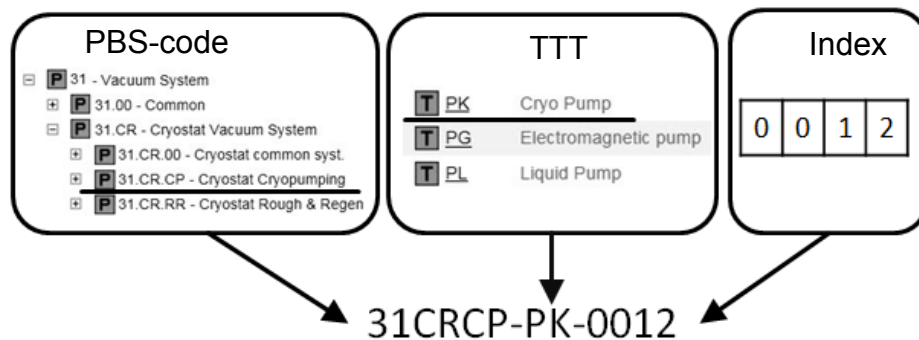 PBS-code
P 31 - Vacuum System
P 31.00 - Common
P 31.CR - Cryostat Vacuum System
P 31.CR.00 - Cryostat common syst.
P 31.CR.CP - Cryostat Cryopumping
P 31.CR.RR - Cryostat Rough & Regen
TTT
T PK Cryo Pump
T PG Electromagnetic pump
T PL Liquid Pump
Index
0 0 1 2
31CRCP-PK-0012